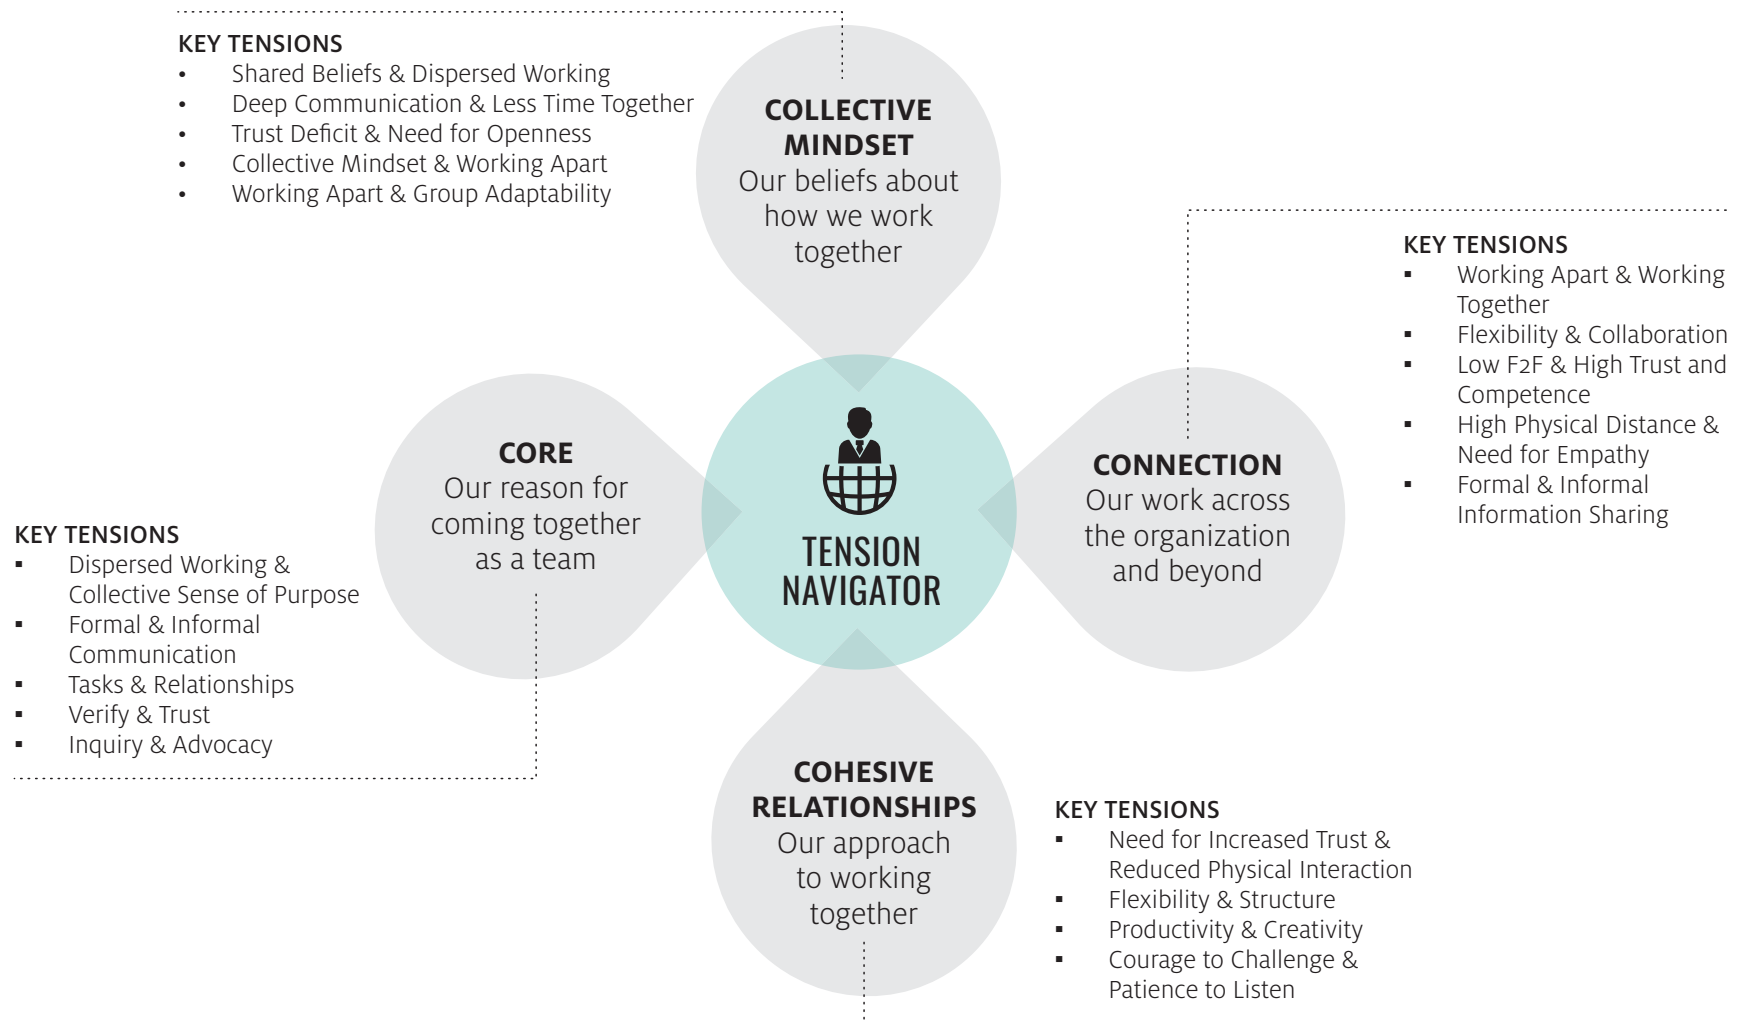 KEY TENSIONS
• Shared Beliefs & Dispersed Working
• Deep Communication & Less Time Together
• Trust Deficit & Need for Openness
• Collective Mindset & Working Apart
• Working Apart & Group Adaptability
COLLECTIVE
MINDSET
Our beliefs about
how we work
together
KEY TENSIONS
▪ Working Apart & Working
Together
▪ Flexibility & Collaboration
▪ Low F2F & High Trust and
Competence
▪ High Physical Distance &
Need for Empathy
▪ Formal & Informal
Information Sharing
CORE
Our reason for
coming together
as a team
TENSION
NAVIGATOR
CONNECTION
Our work across
the organization
and beyond
KEY TENSIONS
▪ Dispersed Working &
Collective Sense of Purpose
▪ Formal & Informal
Communication
▪ Tasks & Relationships
▪ Verify & Trust
▪ Inquiry & Advocacy
COHESIVE
RELATIONSHIPS
Our approach
to working
together
KEY TENSIONS
▪ Need for Increased Trust &
Reduced Physical Interaction
▪ Flexibility & Structure
▪ Productivity & Creativity
▪ Courage to Challenge &
Patience to Listen